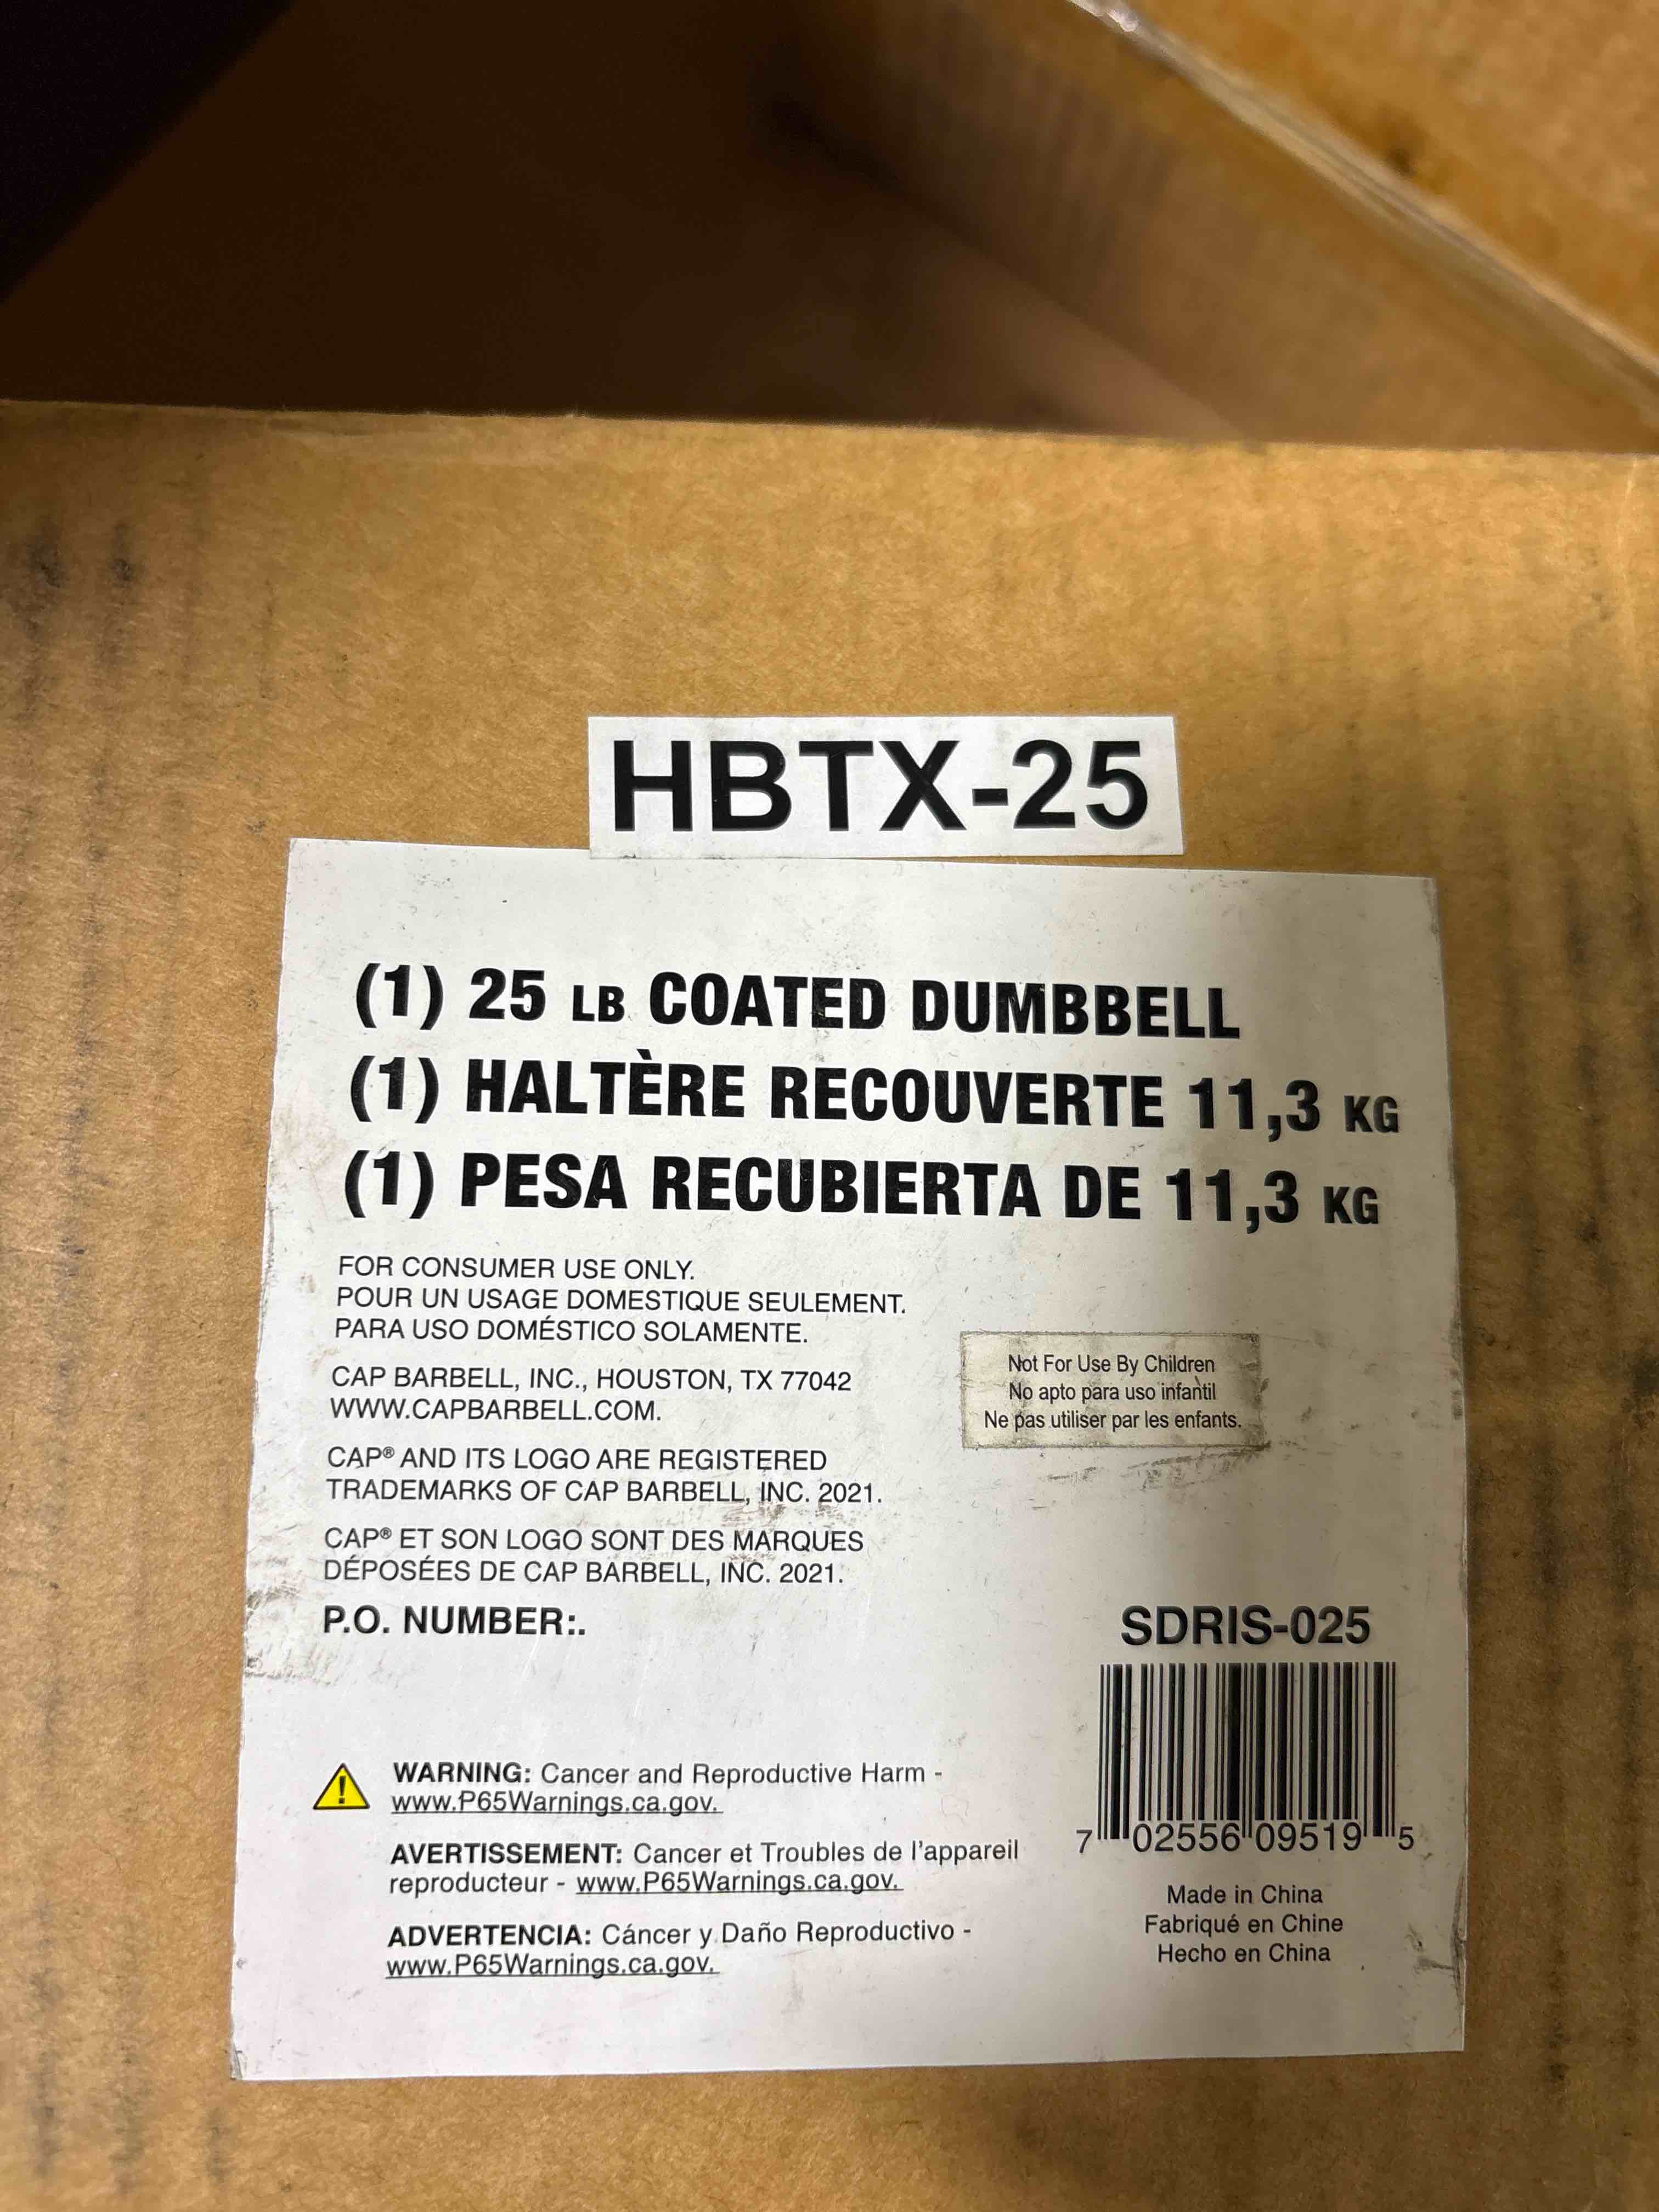 HBTX-25
(1) 25 LB COATED DUMBBELL
(1) HALTÈRE RECOUVERTE 11,3 KG
(1) PESA RECUBIERTA DE 11,3 KG
FOR CONSUMER USE ONLY.
POUR UN USAGE DOMESTIQUE SEULEMENT.
PARA USO DOMÉSTICO SOLAMENTE.
CAP BARBELL, INC., HOUSTON, TX 77042
WWW.CAPBARBELL.COM.
Not For Use By Children
No apto para uso infantil
Ne pas utiliser par les enfants.
CAP® AND ITS LOGO ARE REGISTERED
TRADEMARKS OF CAP BARBELL, INC. 2021.
CAP® ET SON LOGO SONT DES MARQUES
DÉPOSÉES DE CAP BARBELL, INC. 2021.
P.O. NUMBER:.
SDRIS-025
7 02556 09519 5
WARNING: Cancer and Reproductive Harm -
www.P65Warnings.ca.gov.
AVERTISSEMENT: Cancer et Troubles de l'appareil
reproducteur - www.P65Warnings.ca.gov.
ADVERTENCIA: Cáncer y Daño Reproductivo -
www.P65Warnings.ca.gov.
Made in China
Fabriqué en Chine
Hecho en China